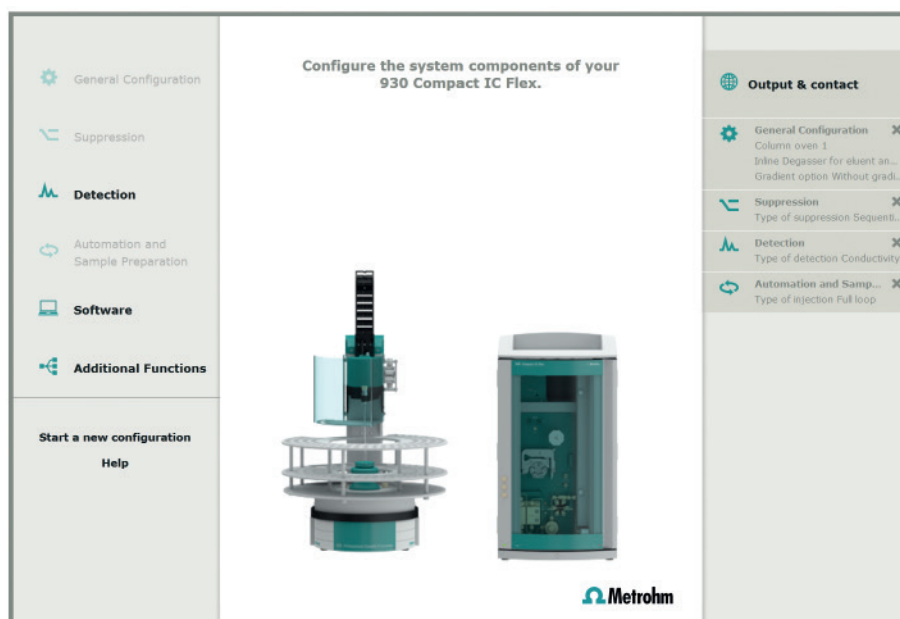 General Configuration
Suppression
Detection
Automation and
Sample Preparation
Software
Additional Functions
Start a new configuration
Help
Configure the system components of your
930 Compact IC Flex.
Metrohm
Output & contact
General Configuration
Column oven 1
Inline Degasser for eluent an...
Gradient option Without gradi...
Suppression
Type of suppression Sequenti...
Detection
Type of detection Conductivity
Automation and Samp...
Type of injection Full loop